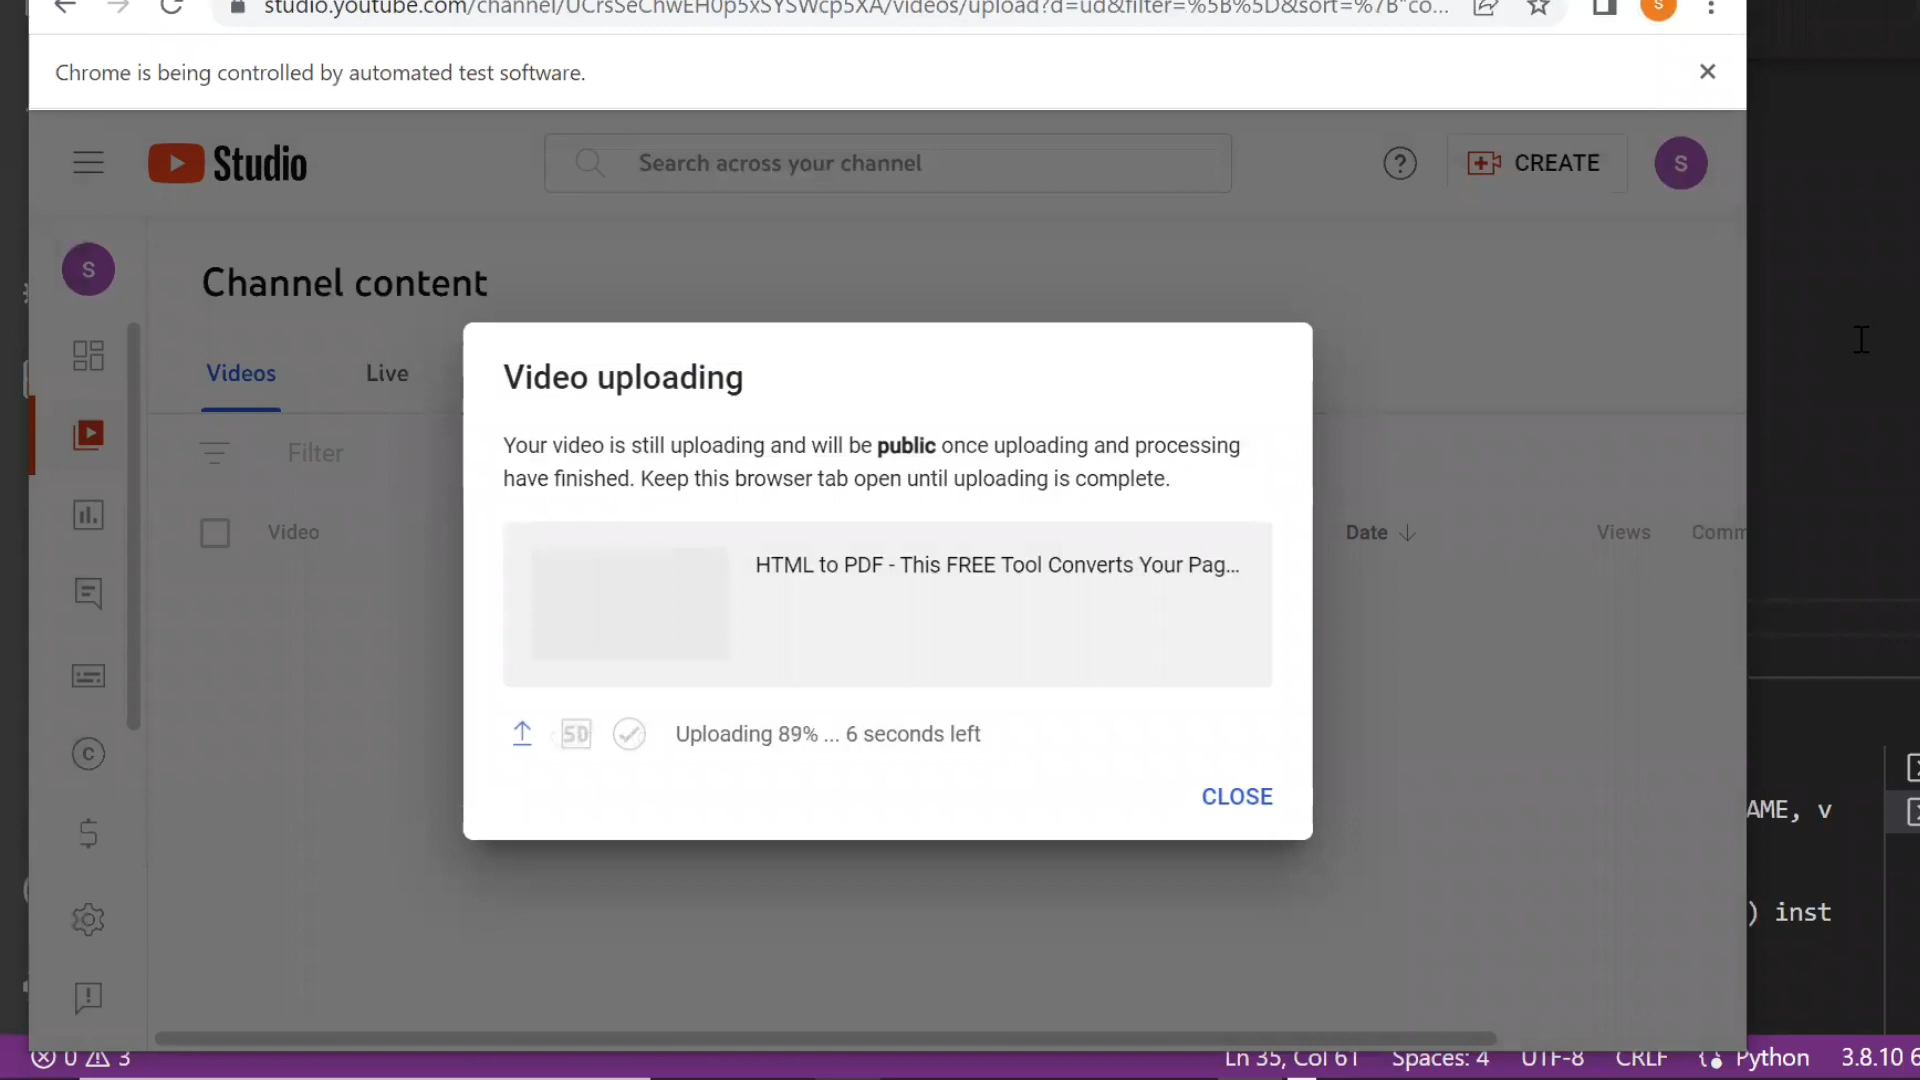 studio.youtube.com/channel/UCrsSeChwEH0p5xSYSWcp5XA/videos/upload?d=ud&filter=%5B%5D&sort=%7B"co...
S
Chrome is being controlled by automated test software.
Studio
Search across your channel
?
CREATE
S
S
Channel content
Videos
Live
Filter
Video
Date
Views
Comm
Video uploading
Your video is still uploading and will be public once uploading and processing
have finished. Keep this browser tab open until uploading is complete.
HTML to PDF - This FREE Tool Converts Your Pag...
SD
Uploading 89% ... 6 seconds left
CLOSE
AME, v
) inst
0 3
Ln 35, Col 61
Spaces: 4
UTF-8
CRLF
Python
3.8.10 6